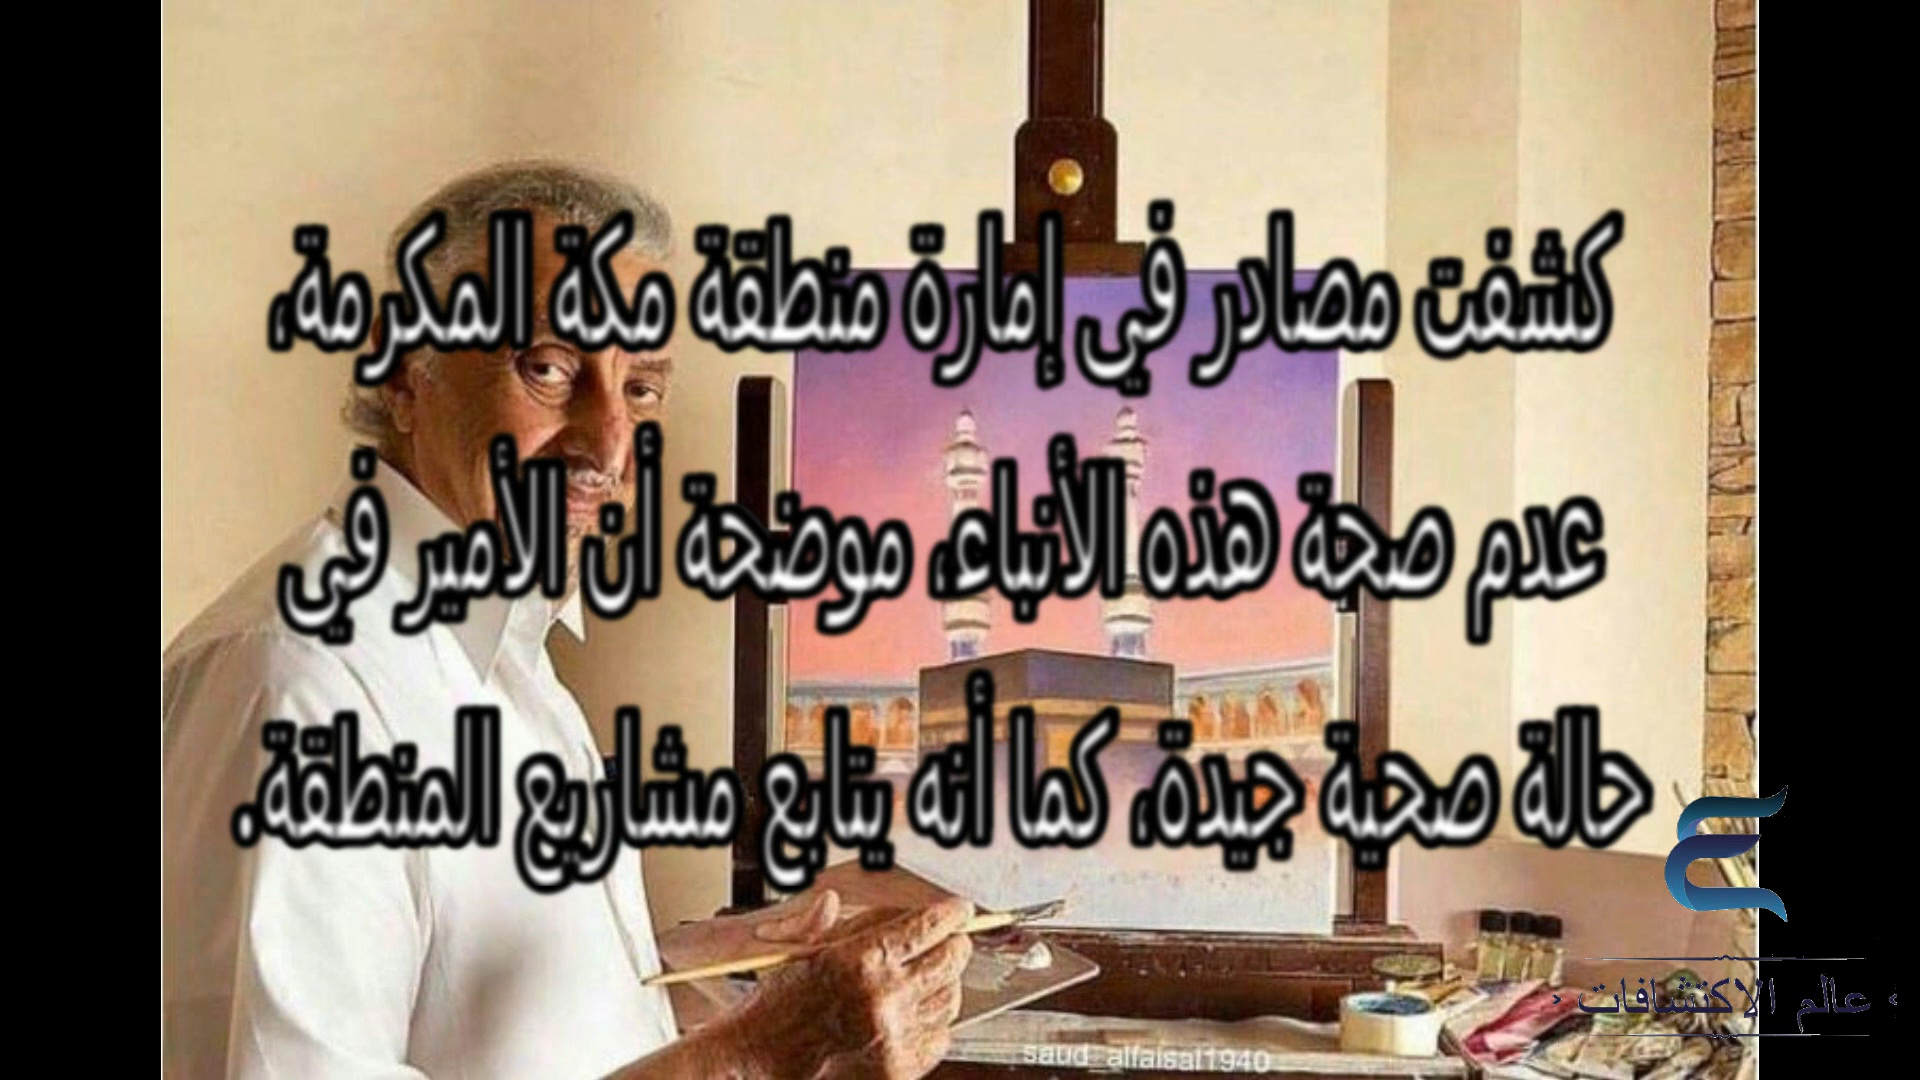 كشفت مصادر في إمارة منطقة مكة المكرمة،
عدم صحة هذه الأنباء، موضحة أن الأمير في
حالة صحية جيدة، كما أنه يتابع مشاريع المنطقة.
عالم الإكتشافات
saud_alfaisal1940